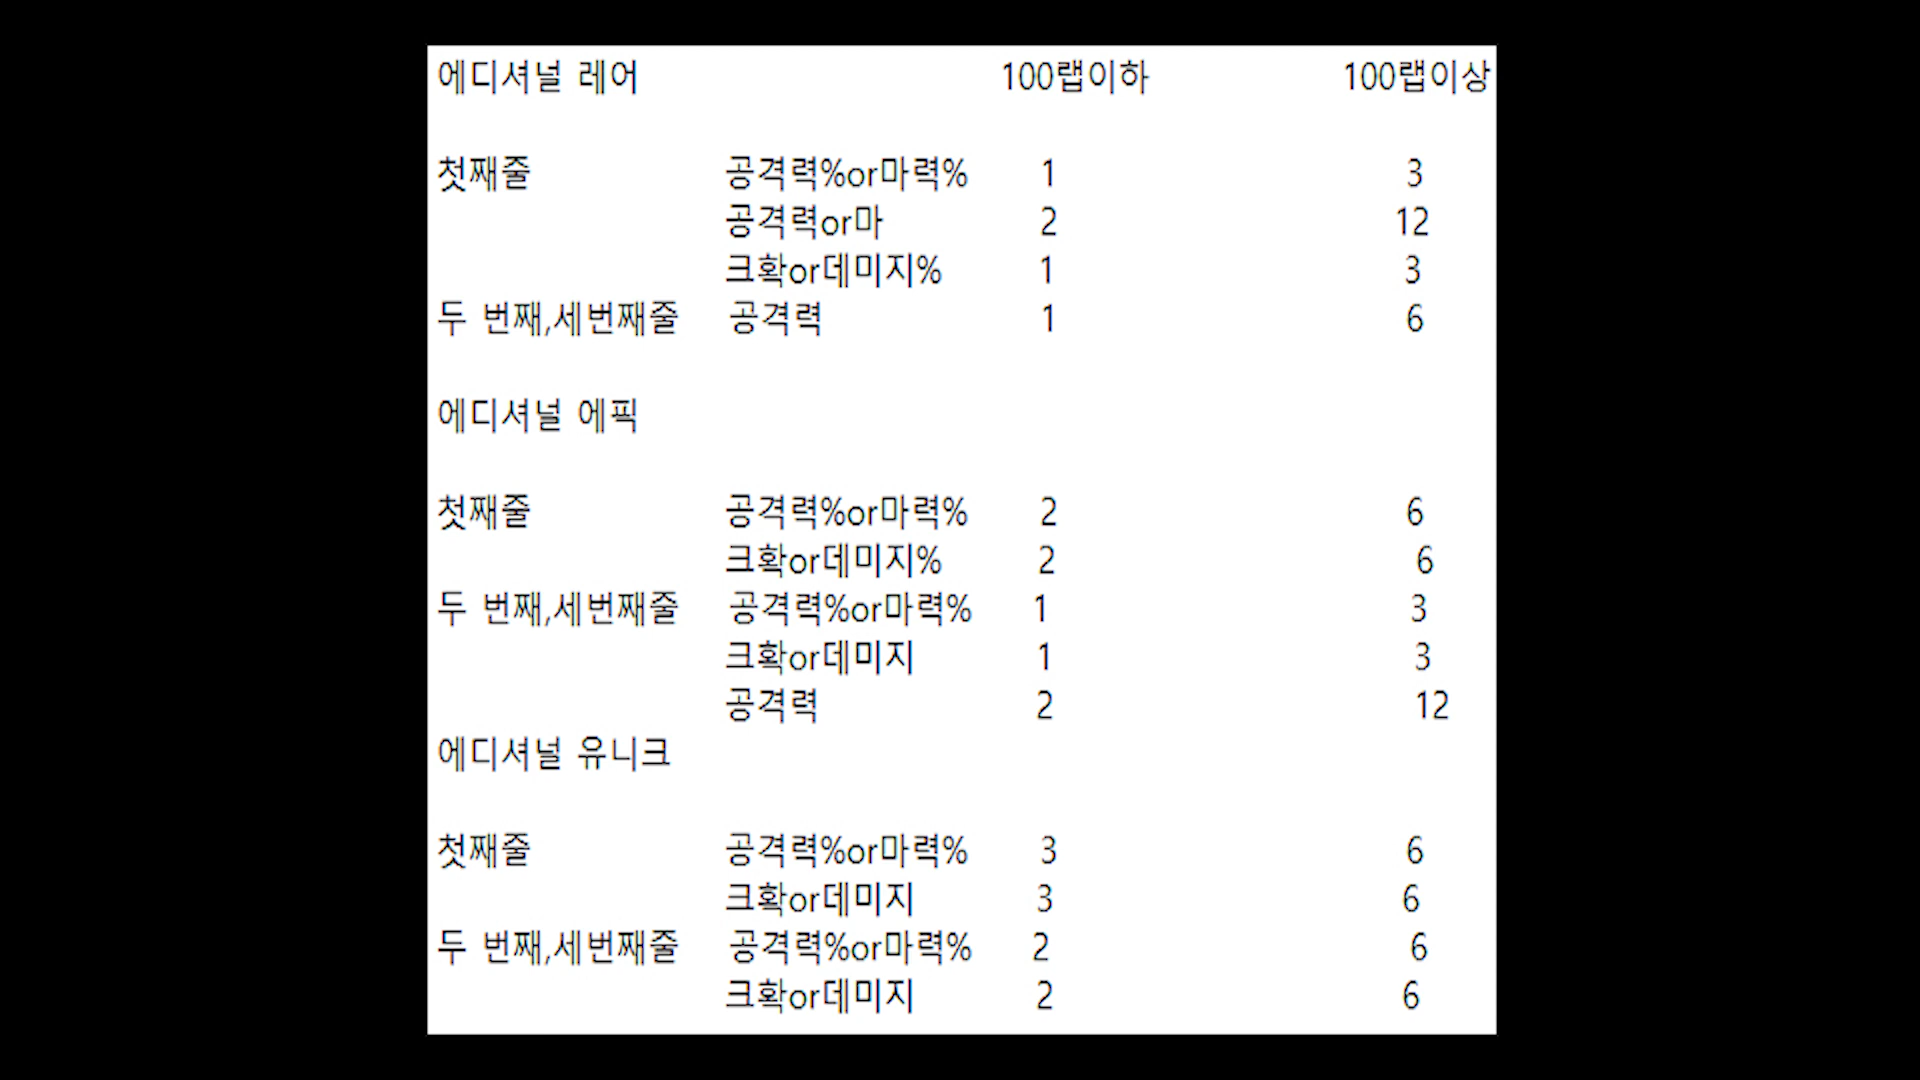 에디셔널 레어 100랩이하 100랩이상
첫째줄 공격력%or마력% 1 3
공격력or마 2 12
크확or데미지% 1 3
두 번째,세번째줄 공격력 1 6
에디셔널 에픽
첫째줄 공격력%or마력% 2 6
크확or데미지% 2 6
두 번째,세번째줄 공격력%or마력% 1 3
크확or데미지 1 3
공격력 2 12
에디셔널 유니크
첫째줄 공격력%or마력% 3 6
크확or데미지 3 6
두 번째,세번째줄 공격력%or마력% 2 6
크확or데미지 2 6